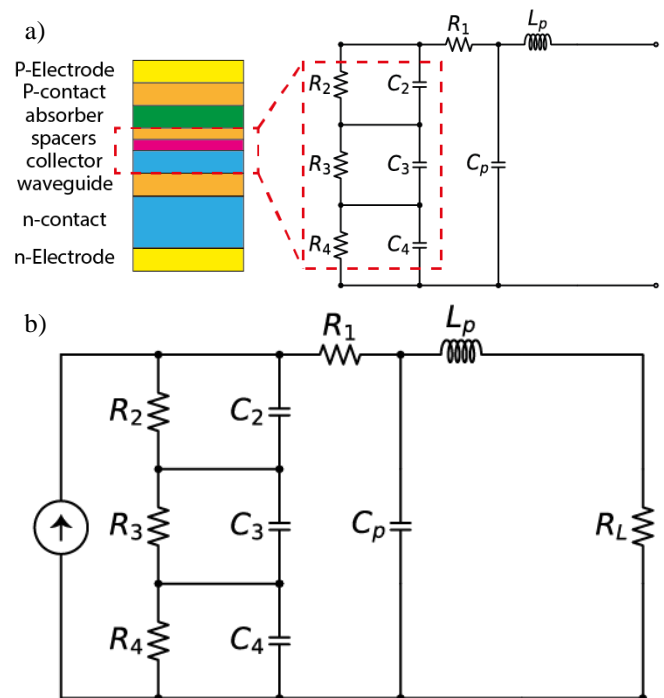 a)
P-Electrode
P-contact
absorber
spacers
collector
waveguide
n-contact
n-Electrode
R₁ Lₚ
R₂ C₂
R₃ C₃ Cₚ
R₄ C₄
b)
R₁ Lₚ
R₂ C₂
R₃ C₃ Cₚ R_L
R₄ C₄